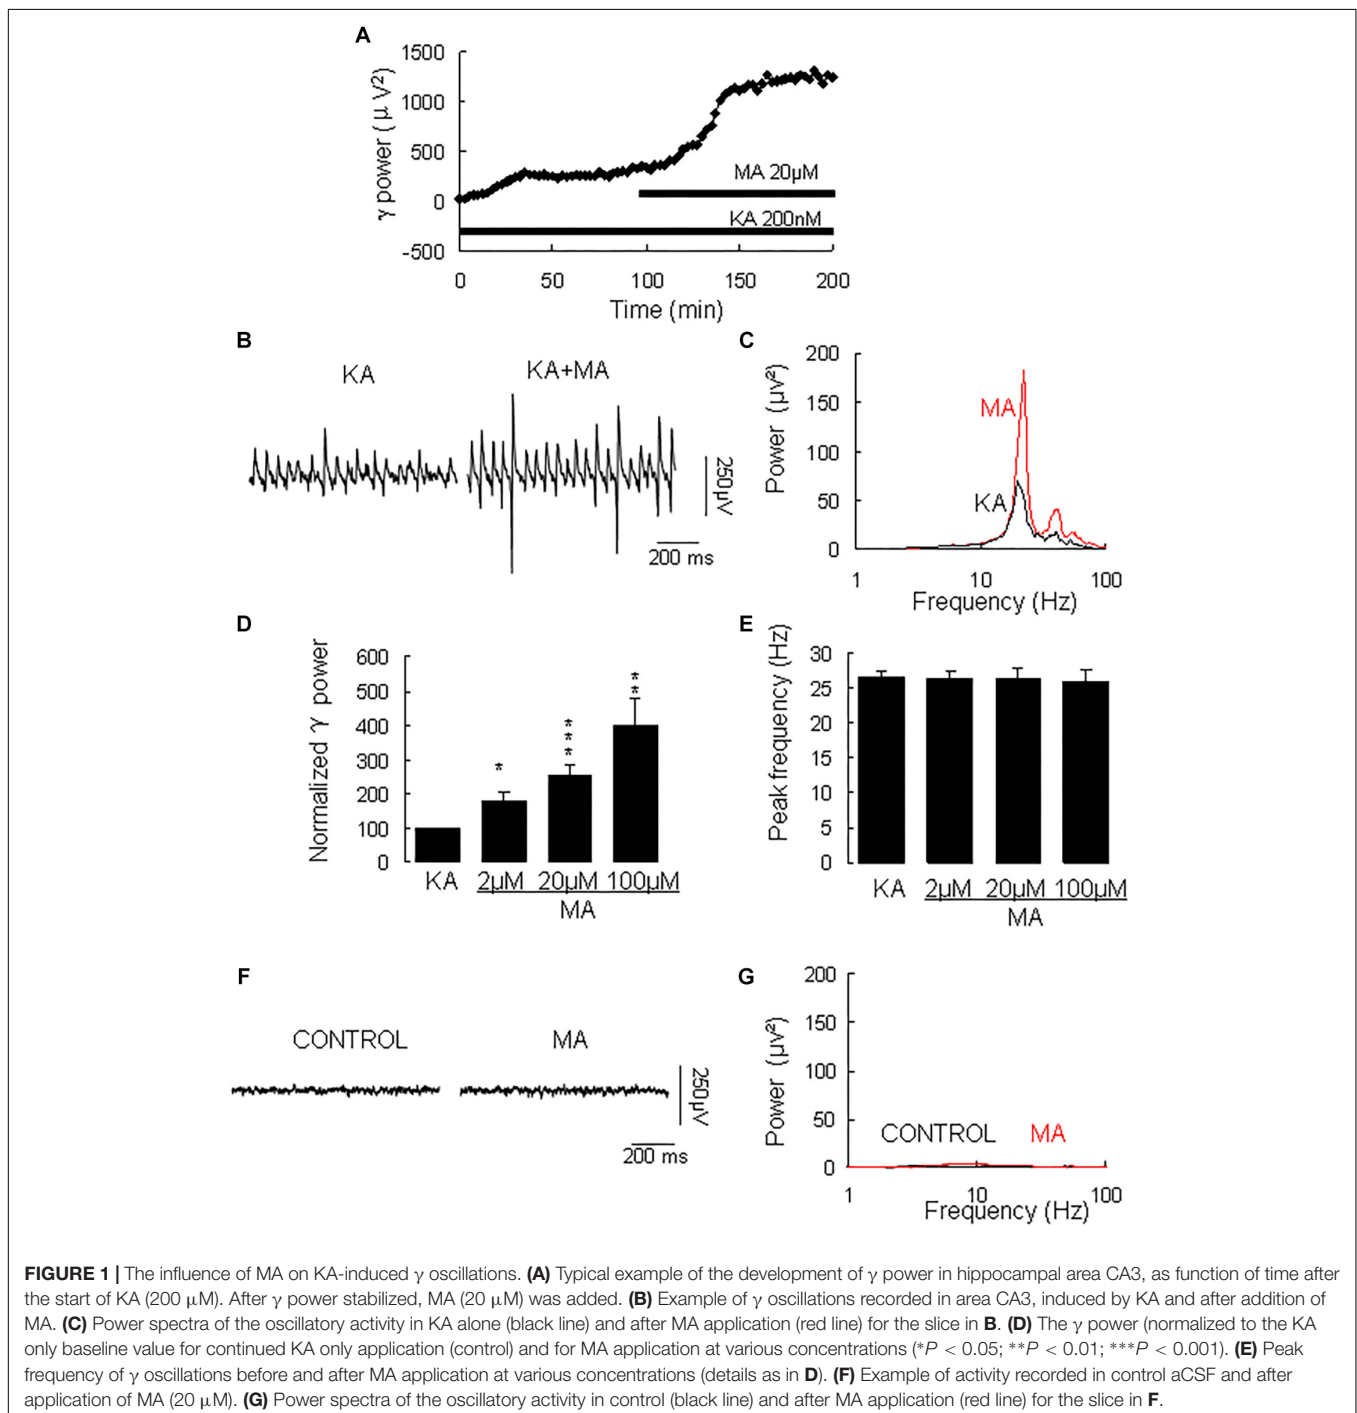 A
1500
1000
500
0
-500
γ power ( μ V²)
MA 20μM
KA 200nM
0 50 100 150 200
Time (min)
B
KA
KA+MA
250μV
200 ms
C
200
150
100
50
0
Power (μv²)
MA
KA
1 10 100
Frequency (Hz)
D
600
500
400
300
200
100
0
Normalized γ power
*
***
**
KA 2μM 20μM 100μM
MA
E
30
25
20
15
10
5
0
Peak frequency (Hz)
KA 2μM 20μM 100μM
MA
F
CONTROL
MA
250μV
200 ms
G
200
150
100
50
0
Power (μv²)
CONTROL MA
1 10 100
Frequency (Hz)
FIGURE 1 | The influence of MA on KA-induced γ oscillations. (A) Typical example of the development of γ power in hippocampal area CA3, as function of time after
the start of KA (200 μM). After γ power stabilized, MA (20 μM) was added. (B) Example of γ oscillations recorded in area CA3, induced by KA and after addition of
MA. (C) Power spectra of the oscillatory activity in KA alone (black line) and after MA application (red line) for the slice in B. (D) The γ power (normalized to the KA
only baseline value for continued KA only application (control) and for MA application at various concentrations (*P < 0.05; **P < 0.01; ***P < 0.001). (E) Peak
frequency of γ oscillations before and after MA application at various concentrations (details as in D). (F) Example of activity recorded in control aCSF and after
application of MA (20 μM). (G) Power spectra of the oscillatory activity in control (black line) and after MA application (red line) for the slice in F.